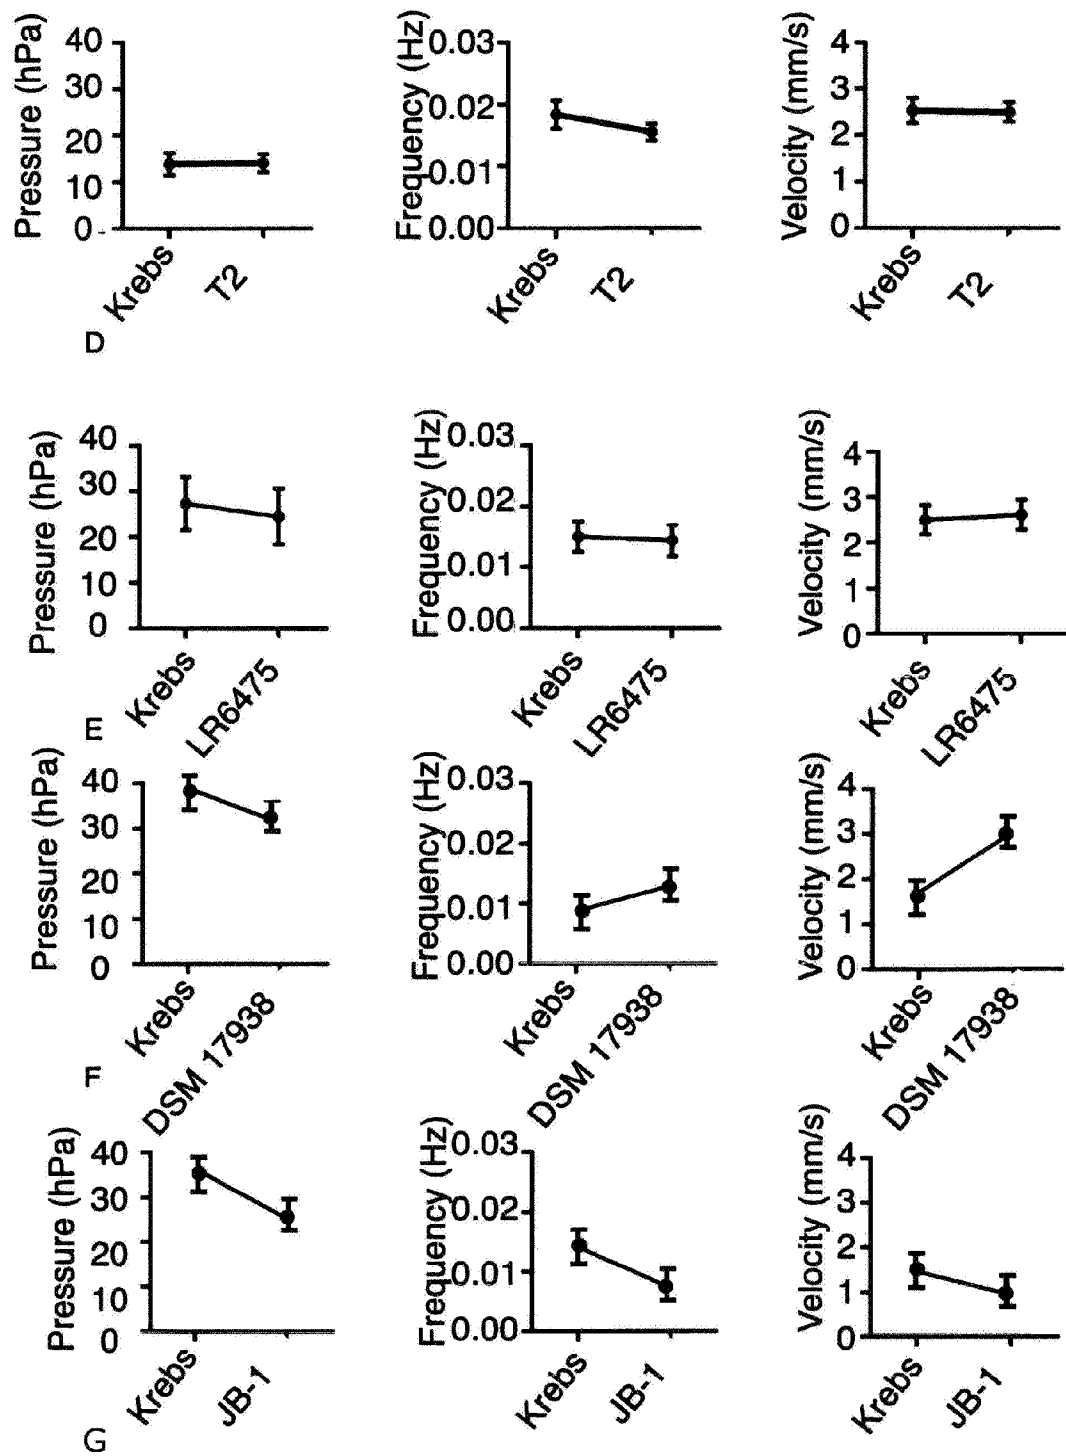 Pressure (hPa)
40
30
20
10
0
Krebs
T2
Frequency (Hz)
0.03
0.02
0.01
0.00
Krebs
T2
Velocity (mm/s)
4
3
2
1
0
Krebs
T2
D
Pressure (hPa)
40
30
20
10
0
Krebs
LR6475
Frequency (Hz)
0.03
0.02
0.01
0.00
Krebs
LR6475
Velocity (mm/s)
4
3
2
1
0
Krebs
LR6475
E
Pressure (hPa)
40
30
20
10
0
Krebs
DSM 17938
Frequency (Hz)
0.03
0.02
0.01
0.00
Krebs
DSM 17938
Velocity (mm/s)
4
3
2
1
0
Krebs
DSM 17938
F
Pressure (hPa)
40
30
20
10
0
Krebs
JB-1
Frequency (Hz)
0.03
0.02
0.01
0.00
Krebs
JB-1
Velocity (mm/s)
4
3
2
1
0
Krebs
JB-1
G